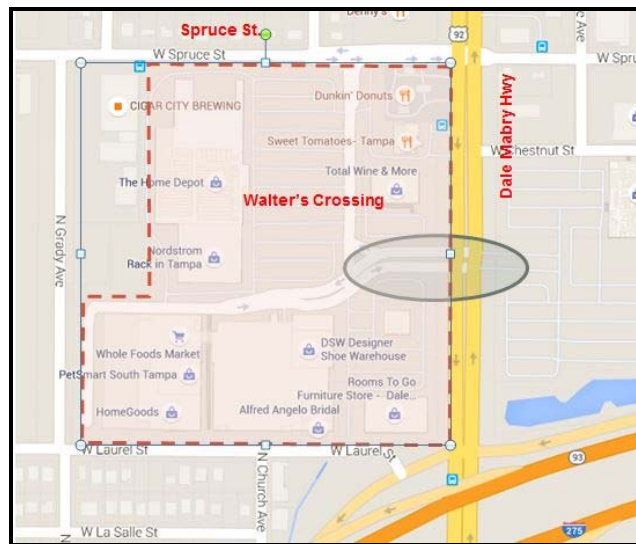 Denny's
Spruce St.
92
W Spruce St
W Spru
Ave
CIGAR CITY BREWING
Dunkin' Donuts
Sweet Tomatoes- Tampa
Dale Mabry Hwy
W Chestnut St
The Home Depot
Total Wine & More
Walter's Crossing
N Grady Ave
Nordstrom
Rack in Tampa
Whole Foods Market
DSW Designer
Shoe Warehouse
PetSmart South Tampa
Rooms To Go
Furniture Store - Dale...
HomeGoods
Alfred Angelo Bridal
W Laurel St
W Laurel St
N Church Ave
93
W La Salle St
275
N